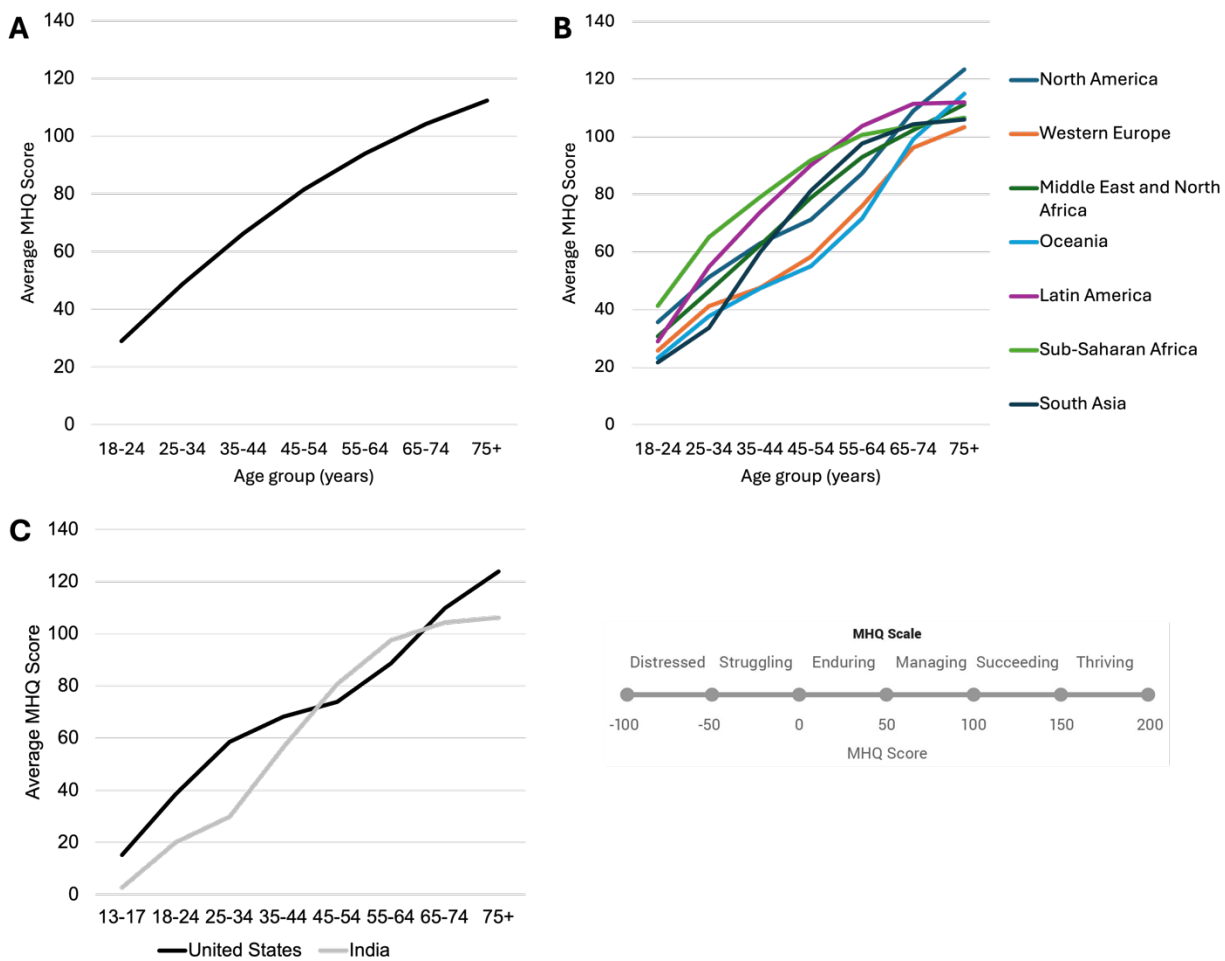 A
140
120
100
80
60
40
20
0
Average MHQ Score
18-24 25-34 35-44 45-54 55-64 65-74 75+
Age group (years)
B
140
120
100
80
60
40
20
0
Average MHQ Score
18-24 25-34 35-44 45-54 55-64 65-74 75+
Age group (years)
North America
Western Europe
Middle East and North
Africa
Oceania
Latin America
Sub-Saharan Africa
South Asia
C
140
120
100
80
60
40
20
0
Average MHQ Score
13-17 18-24 25-34 35-44 45-54 55-64 65-74 75+
United States India
MHQ Scale
Distressed Struggling Enduring Managing Succeeding Thriving
-100 -50 0 50 100 150 200
MHQ Score